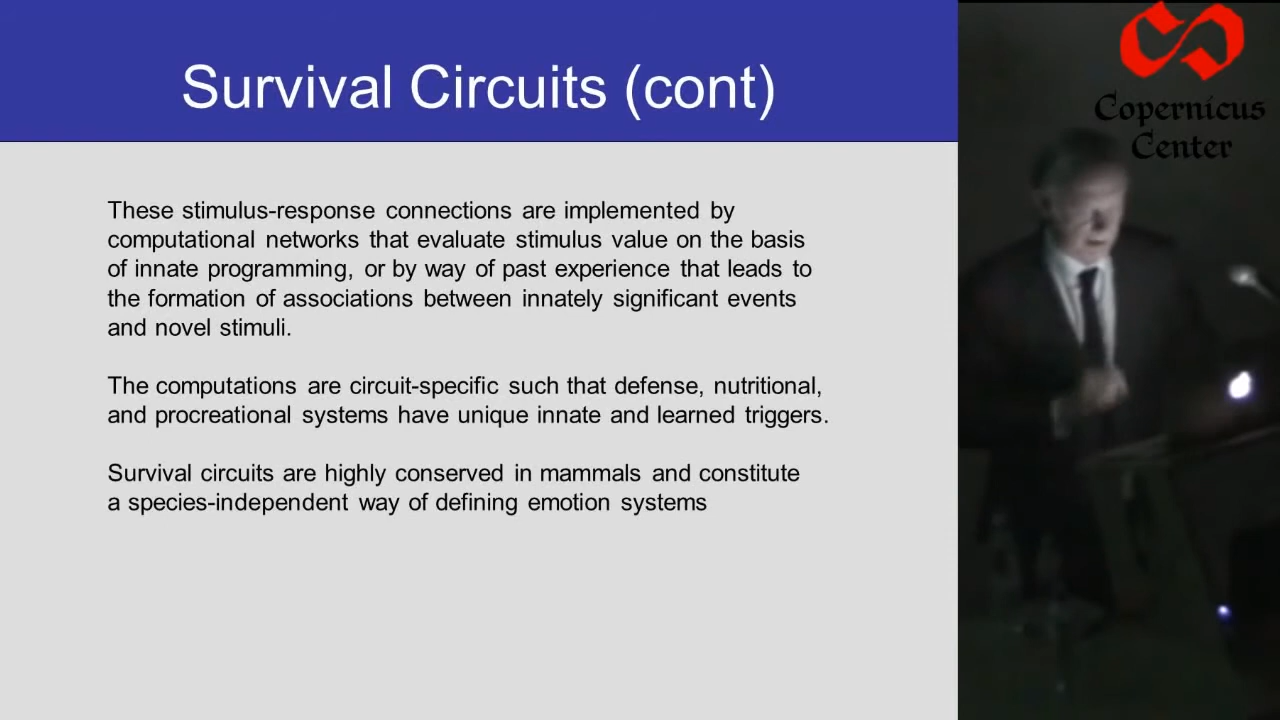 Survival Circuits (cont)
These stimulus-response connections are implemented by
computational networks that evaluate stimulus value on the basis
of innate programming, or by way of past experience that leads to
the formation of associations between innately significant events
and novel stimuli.
The computations are circuit-specific such that defense, nutritional,
and procreational systems have unique innate and learned triggers.
Survival circuits are highly conserved in mammals and constitute
a species-independent way of defining emotion systems
Copernicus
Center